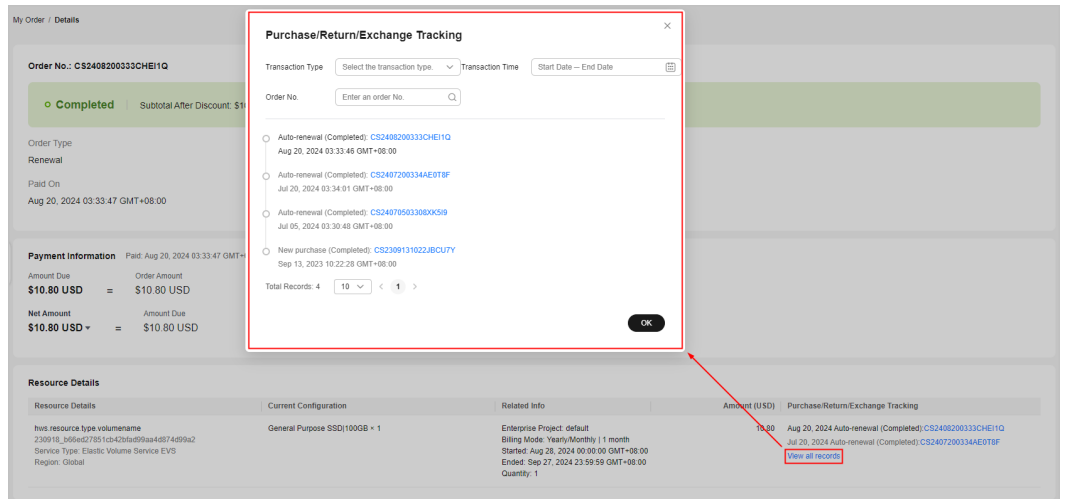 My Order / Details
Order No.: CS2408200333CHEI1Q
Completed Subtotal After Discount: $1
Order Type
Renewal
Paid On
Aug 20, 2024 03:33:47 GMT+08:00
Purchase/Return/Exchange Tracking
Transaction Type Select the transaction type. Transaction Time Start Date – End Date
Order No. Enter an order No.
Auto-renewal (Completed): CS2408200333CHEI1Q
Aug 20, 2024 03:33:46 GMT+08:00
Auto-renewal (Completed): CS2407200334AE0T8F
Jul 20, 2024 03:34:01 GMT+08:00
Auto-renewal (Completed): CS24070503308XK5I9
Jul 05, 2024 03:30:48 GMT+08:00
New purchase (Completed): CS2309131022JBCU7Y
Sep 13, 2023 10:22:28 GMT+08:00
Total Records: 4 10 < 1 >
OK
Payment Information Paid: Aug 20, 2024 03:33:47 GMT+
Amount Due Order Amount
$10.80 USD = $10.80 USD
Net Amount Amount Due
$10.80 USD = $10.80 USD
Resource Details
Resource Details Current Configuration Related Info Amount (USD) Purchase/Return/Exchange Tracking
hws.resource.type.volumename General Purpose SSD|100GB × 1 Enterprise Project: default 10.80 Aug 20, 2024 Auto-renewal (Completed):CS2408200333CHEI1Q
230918_b66ed27851cb42bfad99aa4d874d99a2 Billing Mode: Yearly/Monthly | 1 month Jul 20, 2024 Auto-renewal (Completed):CS2407200334AE0T8F
Service Type: Elastic Volume Service EVS Started: Aug 28, 2024 00:00:00 GMT+08:00 View all records
Region: Global Ended: Sep 27, 2024 23:59:59 GMT+08:00
Quantity: 1